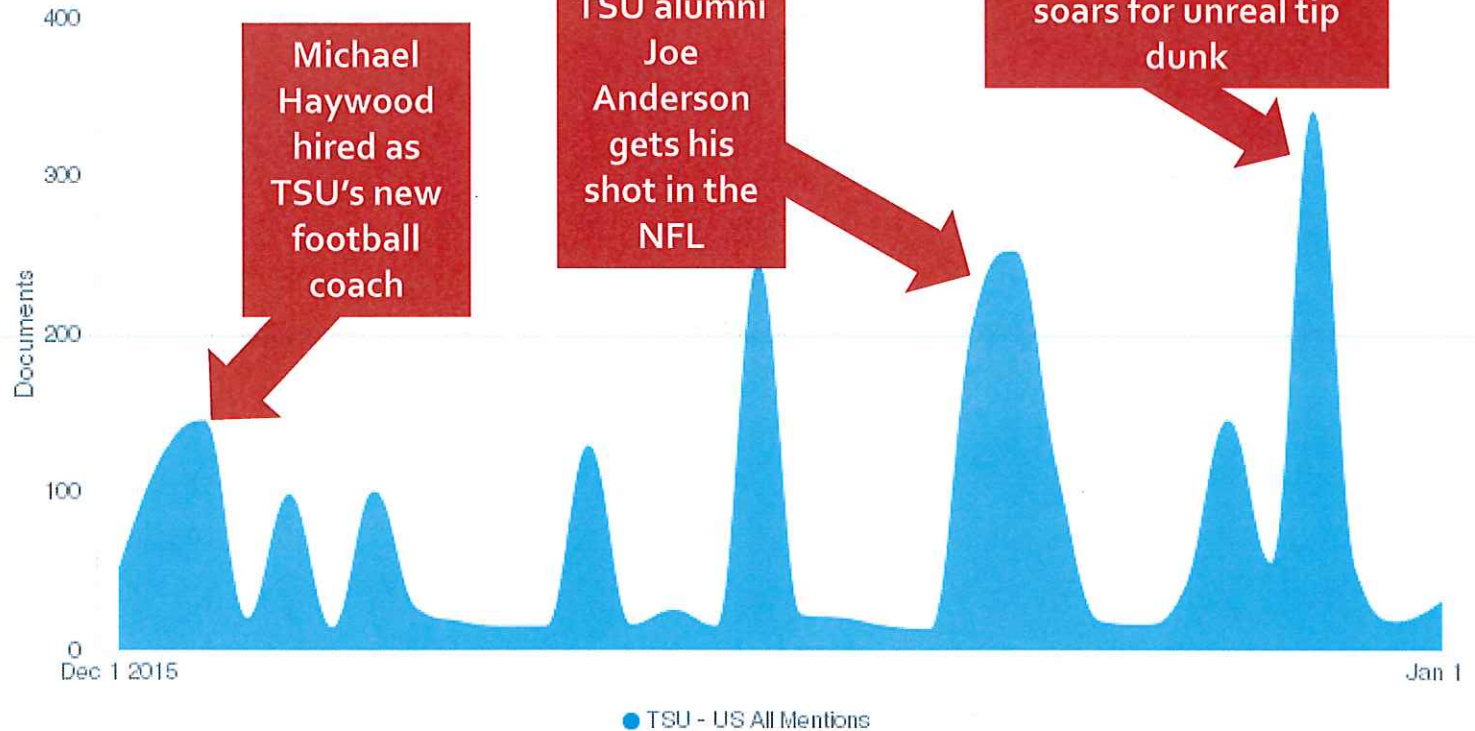 400
300
200
100
0
Documents
Michael
Haywood
hired as
TSU's new
football
coach
TSU alumni
Joe
Anderson
gets his
shot in the
NFL
soars for unreal tip
dunk
Dec 1 2015
Jan 1
TSU - US All Mentions